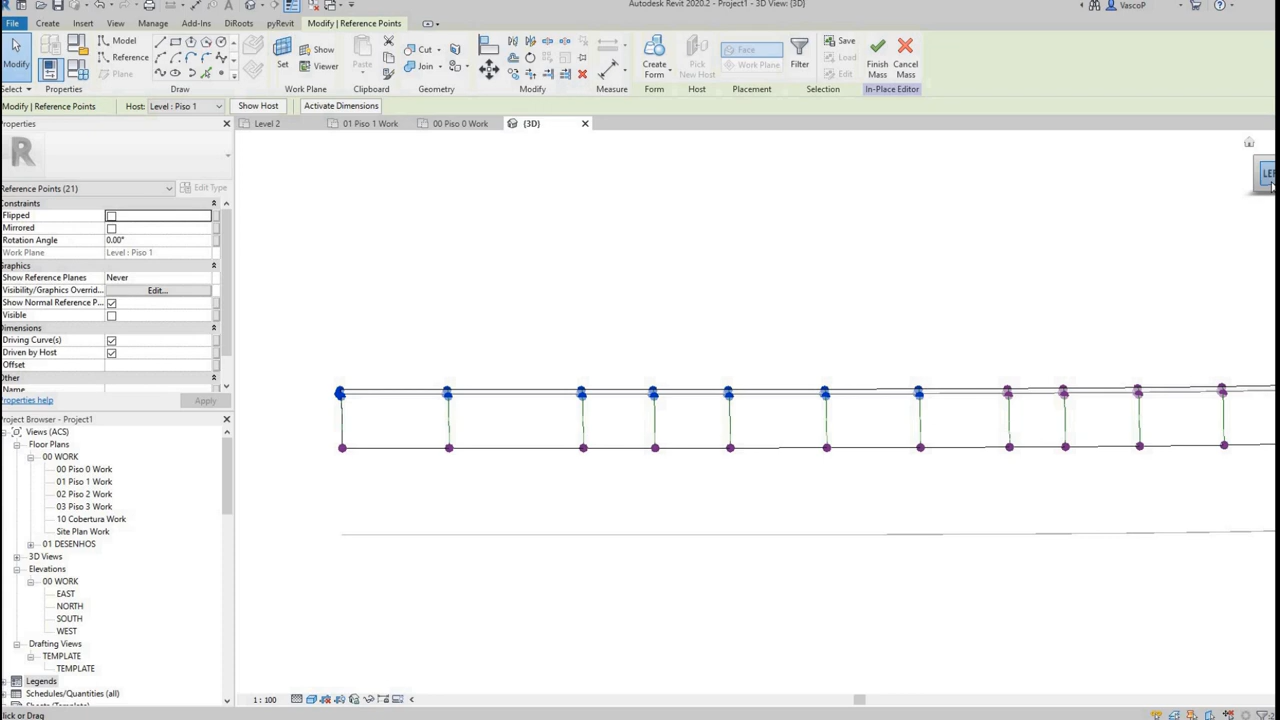 Autodesk Revit 2020.2 - Project1 - 3D View: {3D}
VascoP
File Create Insert View Manage Add-Ins DiRoots pyRevit Modify | Reference Points
Modify Model Reference Plane Set Show Viewer Paste Cut Join Create Form Pick New Host Face Work Plane Filter Save Load Edit Finish Mass Cancel Mass
Select Properties Draw Work Plane Clipboard Geometry Modify Measure Form Host Placement Selection In-Place Editor
Modify | Reference Points Host: Level : Piso 1 Show Host Activate Dimensions
Properties
Level 2 01 Piso 1 Work 00 Piso 0 Work {3D}
R
Reference Points (21) Edit Type
Constraints
Flipped
Mirrored
Rotation Angle 0.00°
Work Plane Level : Piso 1
Graphics
Show Reference Planes Never
Visibility/Graphics Overrid... Edit...
Show Normal Reference P...
Visible
Dimensions
Driving Curve(s)
Driven by Host
Offset
Other
Name
Properties help Apply
Project Browser - Project1
Views (ACS)
Floor Plans
00 WORK
00 Piso 0 Work
01 Piso 1 Work
02 Piso 2 Work
03 Piso 3 Work
10 Cobertura Work
Site Plan Work
01 DESENHOS
3D Views
Elevations
00 WORK
EAST
NORTH
SOUTH
WEST
Drafting Views
TEMPLATE
TEMPLATE
Legends
Schedules/Quantities (all)
1 : 100
lick or Drag